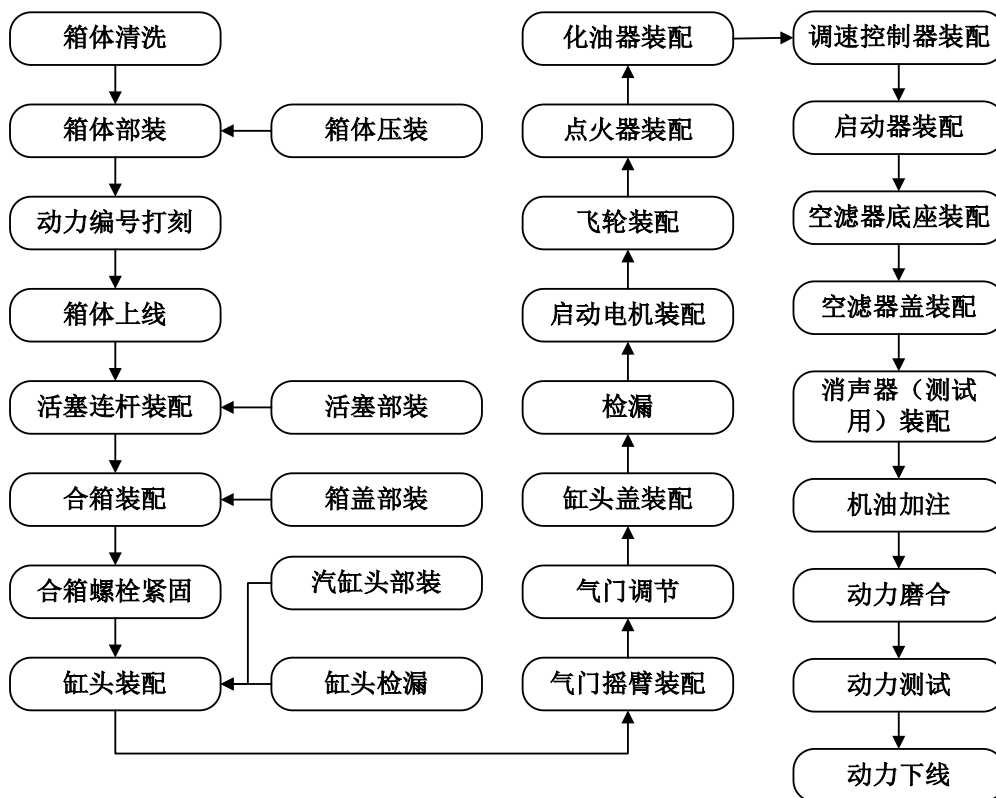 箱体清洗
箱体部装
箱体压装
动力编号打刻
箱体上线
活塞连杆装配
活塞部装
合箱装配
箱盖部装
合箱螺栓紧固
汽缸头部装
缸头装配
缸头检漏
化油器装配
点火器装配
飞轮装配
启动电机装配
检漏
缸头盖装配
气门调节
气门摇臂装配
调速控制器装配
启动器装配
空滤器底座装配
空滤器盖装配
消声器（测试
用）装配
机油加注
动力磨合
动力测试
动力下线